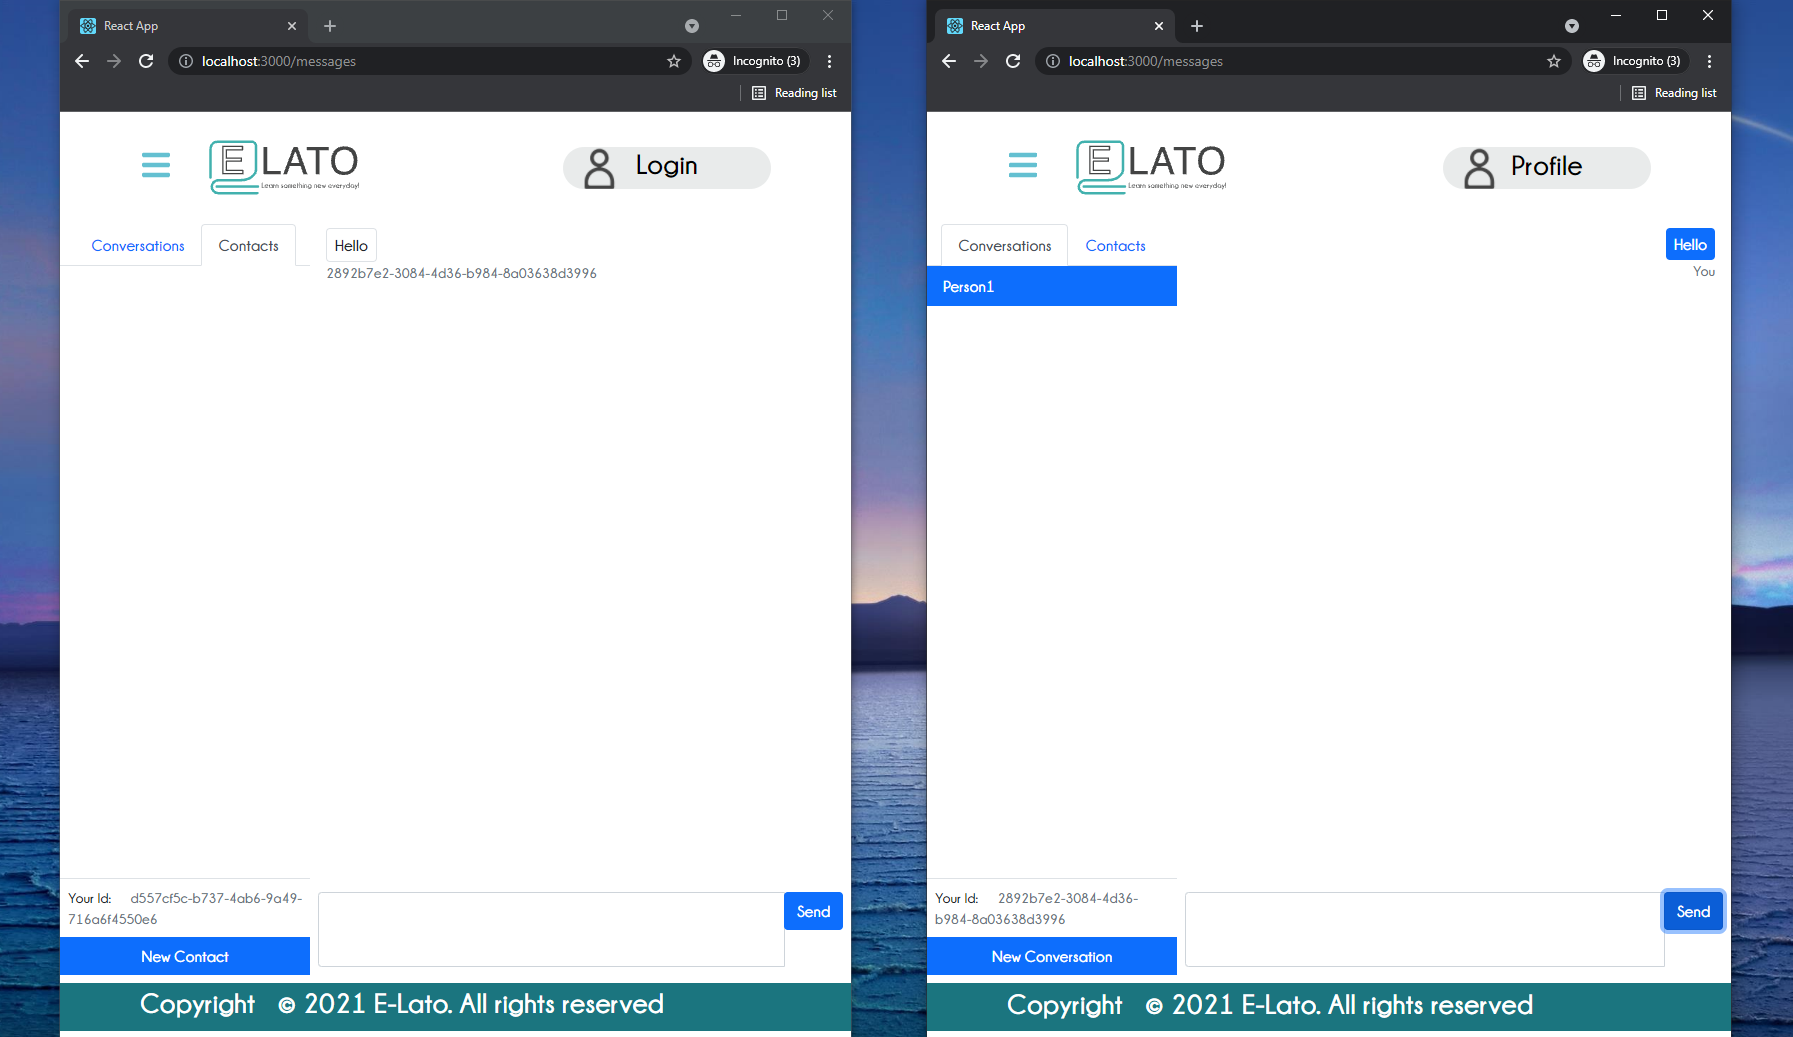 React App
localhost:3000/messages
Incognito (3)
Reading list
E LATO
Learn something new everyday!
Login
Conversations
Contacts
Hello
2892b7e2-3084-4d36-b984-8a03638d3996
Your Id: d557cf5c-b737-4ab6-9a49-
716a6f4550e6
Send
New Contact
Copyright © 2021 E-Lato. All rights reserved
React App
localhost:3000/messages
Incognito (3)
Reading list
E LATO
Learn something new everyday!
Profile
Conversations
Contacts
Person1
Hello
You
Your Id: 2892b7e2-3084-4d36-
b984-8a03638d3996
Send
New Conversation
Copyright © 2021 E-Lato. All rights reserved